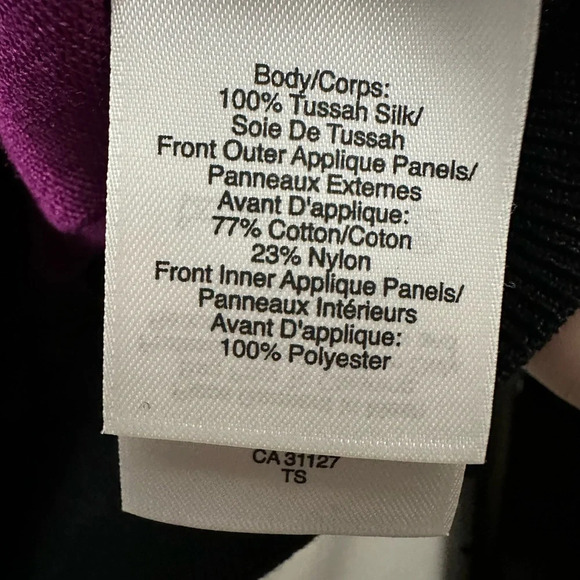 Body/Corps:
100% Tussah Silk/
Soie De Tussah
Front Outer Applique Panels/
Panneaux Externes
Avant D'applique:
77% Cotton/Coton
23% Nylon
Front Inner Applique Panels/
Panneaux Intérieurs
Avant D'applique:
100% Polyester
CA 31127
TS